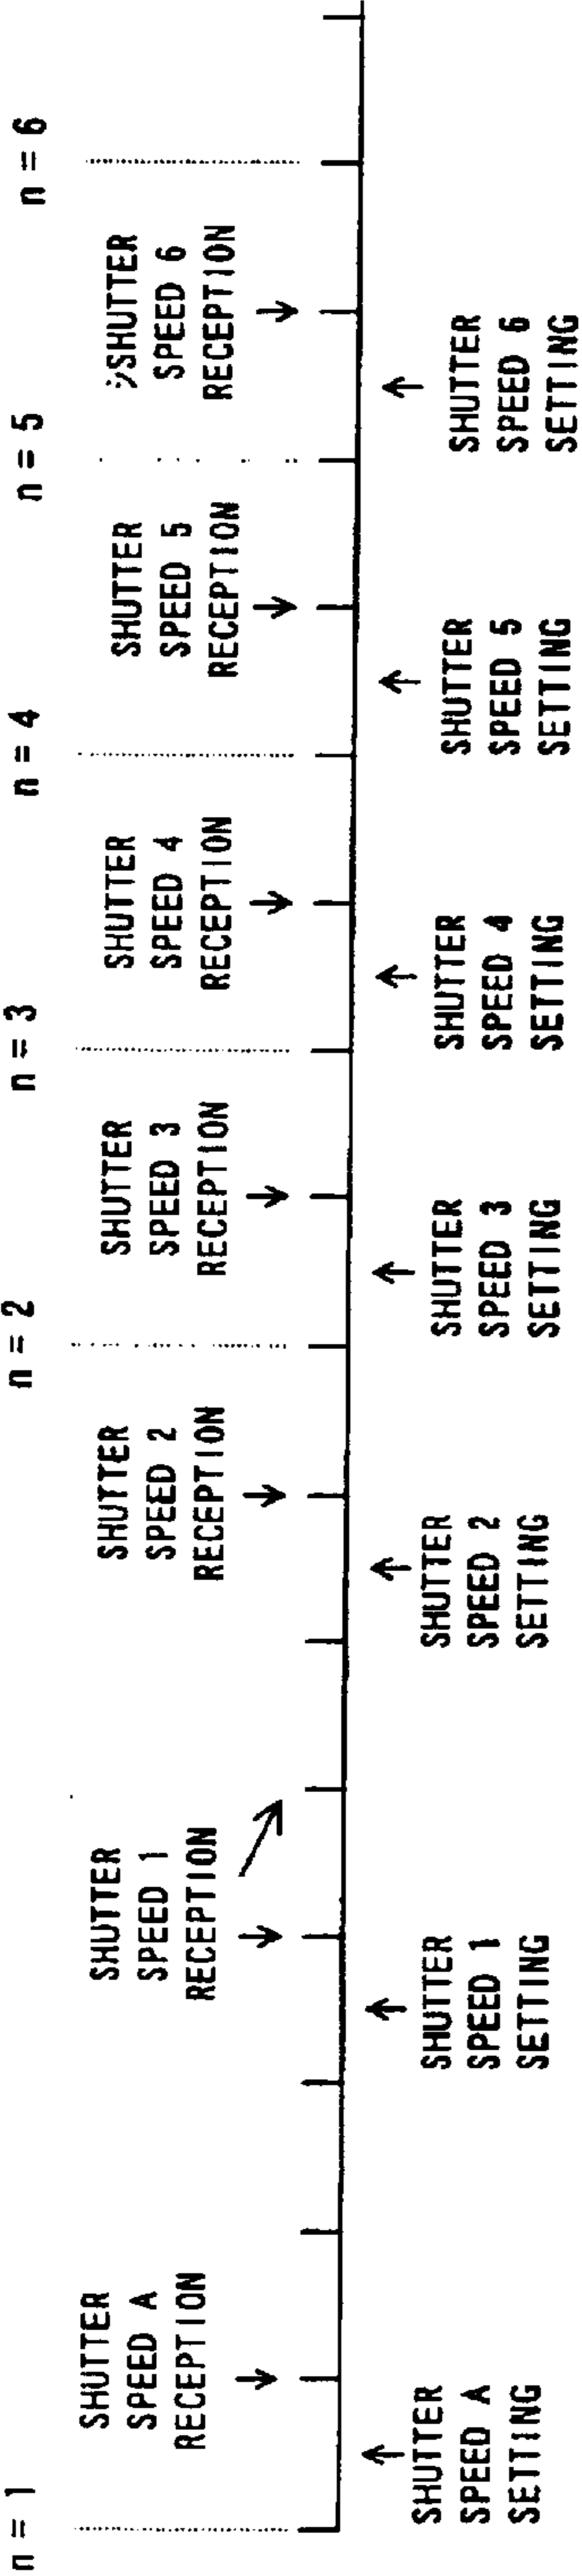 n = 1
n = 2
n = 3
n = 4
n = 5
n = 6
SHUTTER
SPEED A
RECEPTION
SHUTTER
SPEED 1
RECEPTION
SHUTTER
SPEED 2
RECEPTION
SHUTTER
SPEED 3
RECEPTION
SHUTTER
SPEED 4
RECEPTION
SHUTTER
SPEED 5
RECEPTION
SHUTTER
SPEED 6
RECEPTION
SHUTTER
SPEED A
SETTING
SHUTTER
SPEED 1
SETTING
SHUTTER
SPEED 2
SETTING
SHUTTER
SPEED 3
SETTING
SHUTTER
SPEED 4
SETTING
SHUTTER
SPEED 5
SETTING
SHUTTER
SPEED 6
SETTING